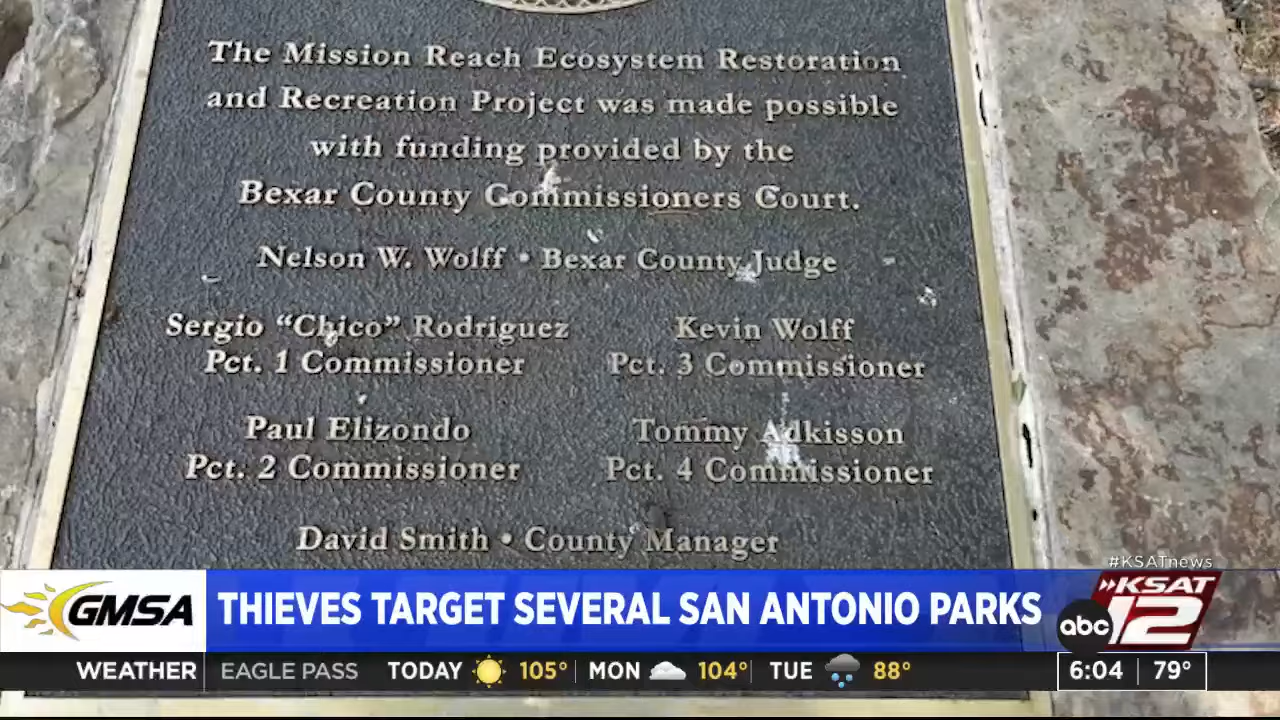 The Mission Reach Ecosystem Restoration
and Recreation Project was made possible
with funding provided by the
Bexar County Commissioners Court.
Nelson W. Wolff • Bexar County Judge
Sergio “Chico” Rodriguez
Pct. 1 Commissioner
Kevin Wolff
Pct. 3 Commissioner
Paul Elizondo
Pct. 2 Commissioner
Tommy Adkisson
Pct. 4 Commissioner
David Smith • County Manager
#KSATnews
GMSA
THIEVES TARGET SEVERAL SAN ANTONIO PARKS
abc
KSAT
12
WEATHER EAGLE PASS TODAY 105° MON 104° TUE 88°
6:04 79°